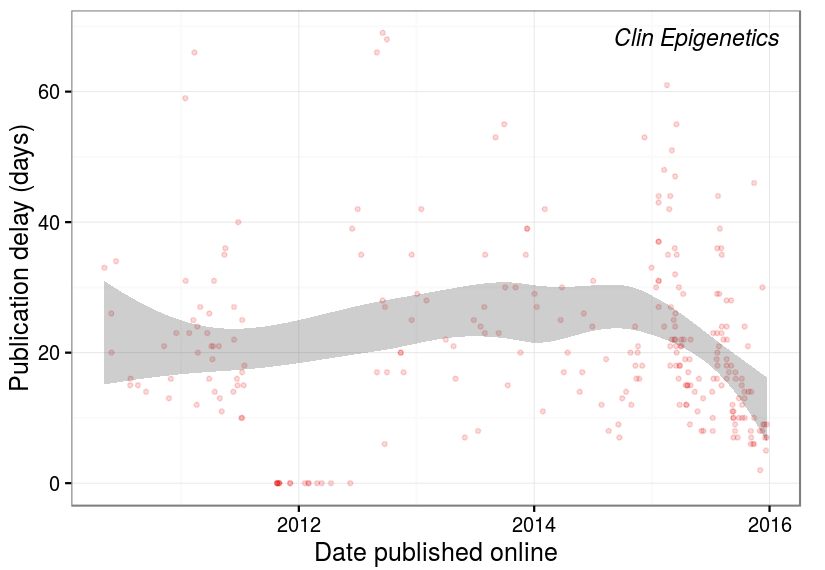 Clin Epigenetics
60
40
20
0
Publication delay (days)
2012 2014 2016
Date published online